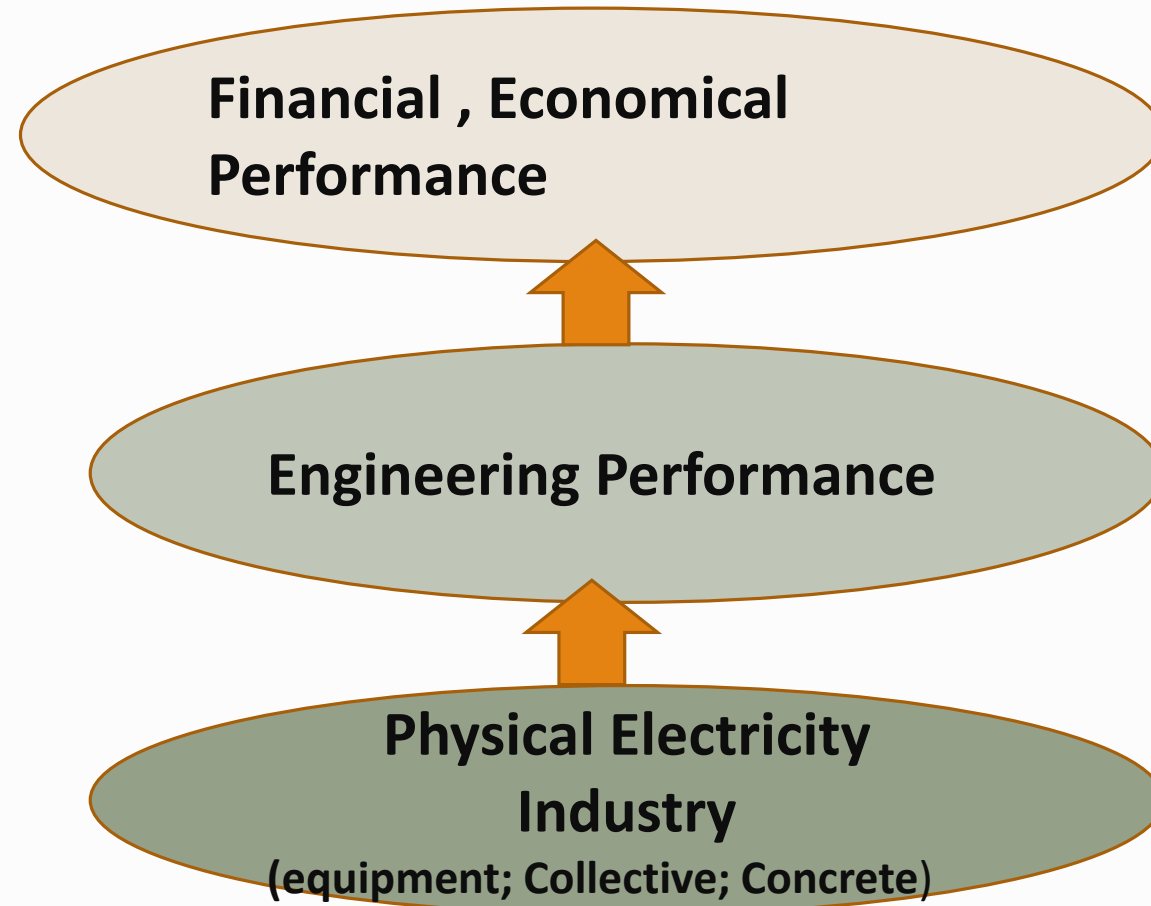 Financial , Economical
Performance
Engineering Performance
Physical Electricity
Industry
(equipment; Collective; Concrete)